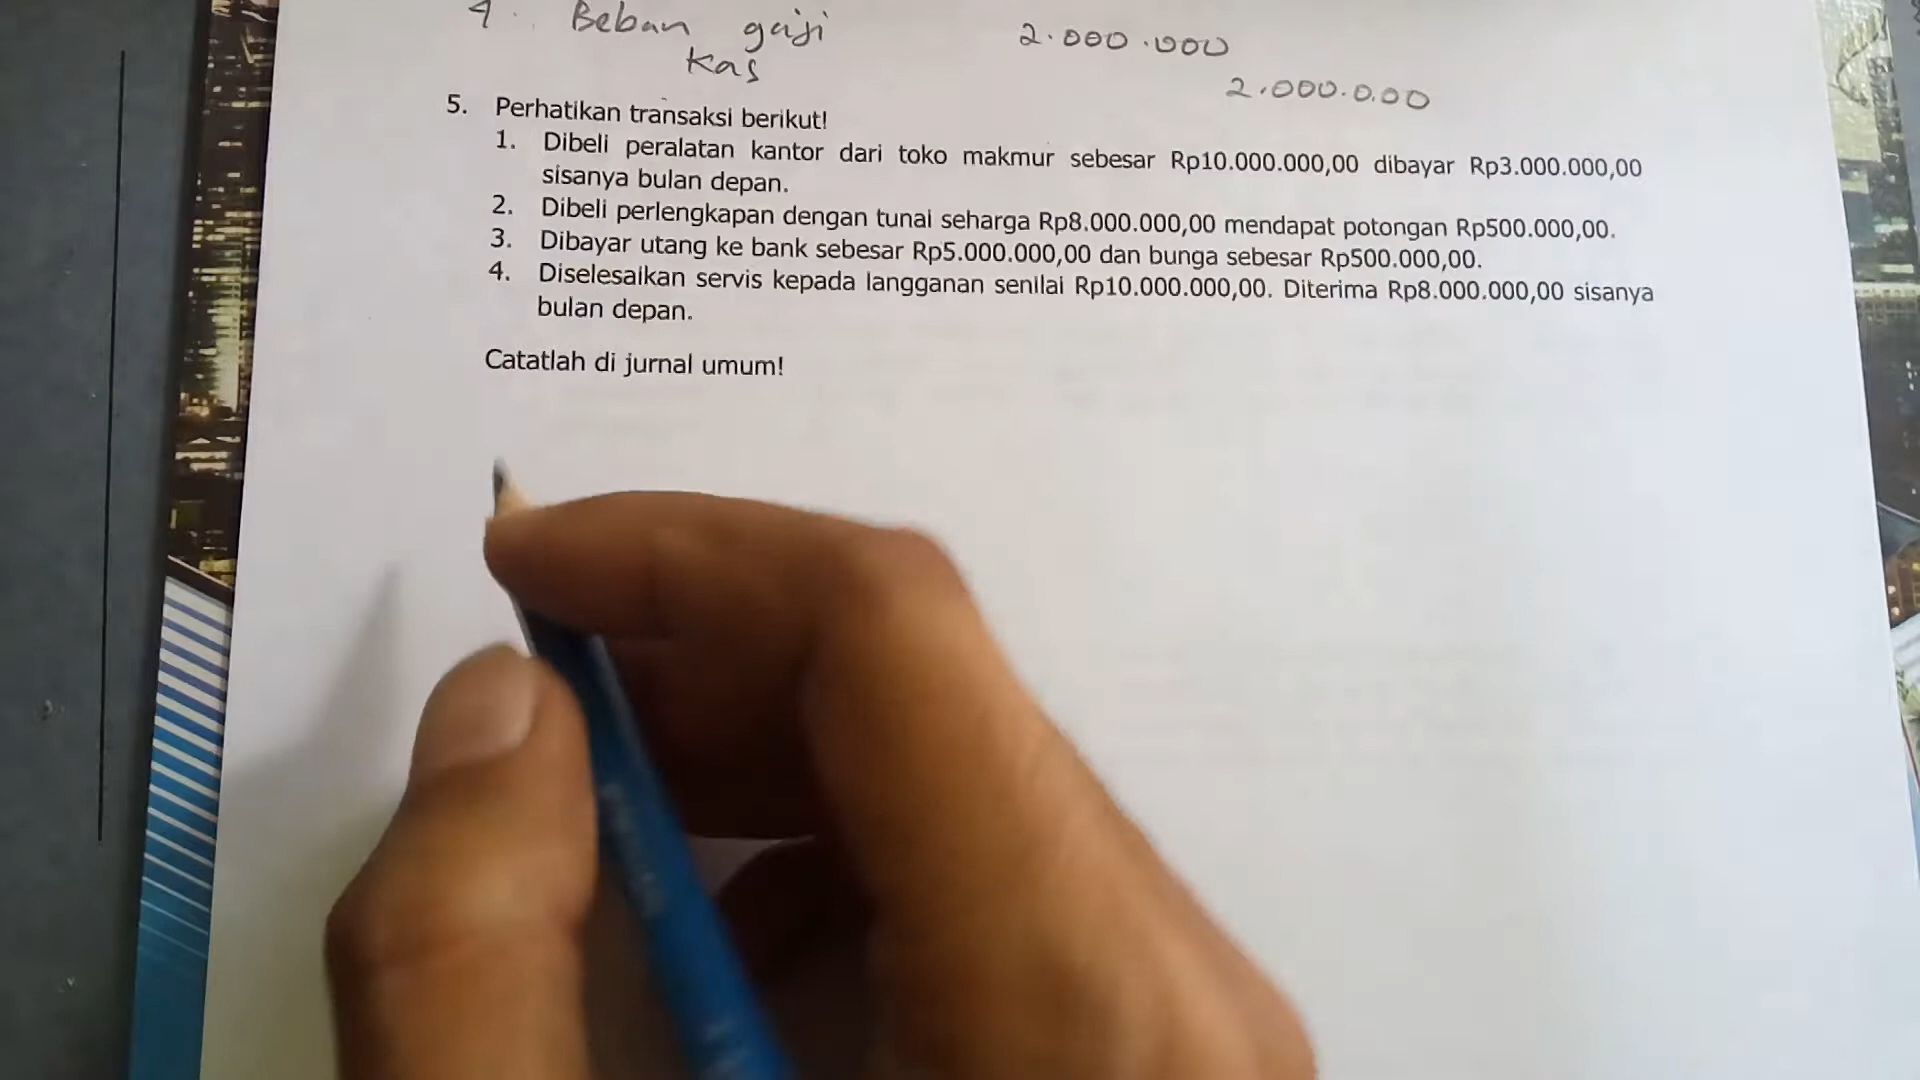 4. Beban gaji 2.000.000
Kas 2.000.000
5. Perhatikan transaksi berikut!
1. Dibeli peralatan kantor dari toko makmur sebesar Rp10.000.000,00 dibayar Rp3.000.000,00
sisanya bulan depan.
2. Dibeli perlengkapan dengan tunai seharga Rp8.000.000,00 mendapat potongan Rp500.000,00.
3. Dibayar utang ke bank sebesar Rp5.000.000,00 dan bunga sebesar Rp500.000,00.
4. Diselesaikan servis kepada langganan senilai Rp10.000.000,00. Diterima Rp8.000.000,00 sisanya
bulan depan.
Catatlah di jurnal umum!